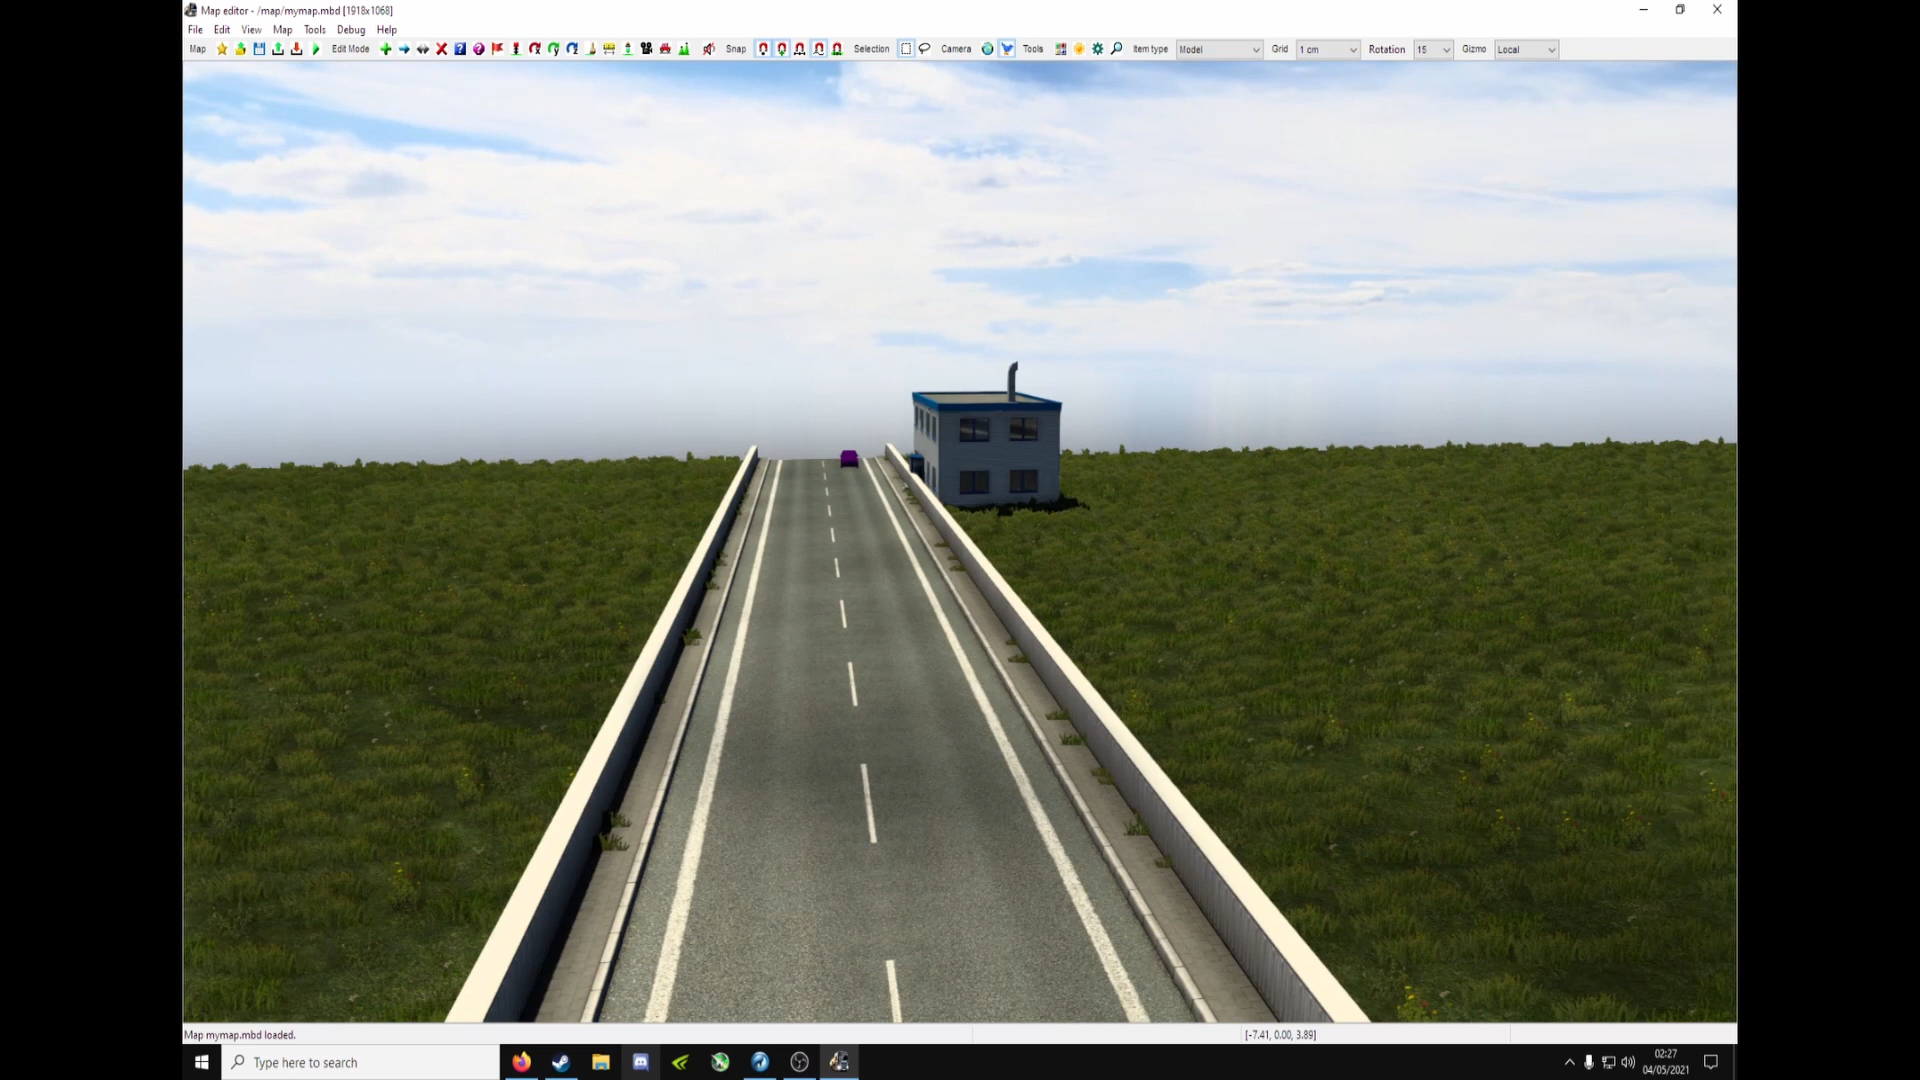 Map editor - /map/mymap.mbd [1918x1068]
File Edit View Map Tools Debug Help
Map Edit Mode Snap Selection Camera Tools Item type Model Grid 1 cm Rotation 15 Gizmo Local
Map mymap.mbd loaded. [-7.41, 0.00, 3.89]
Type here to search
02:27
04/05/2021